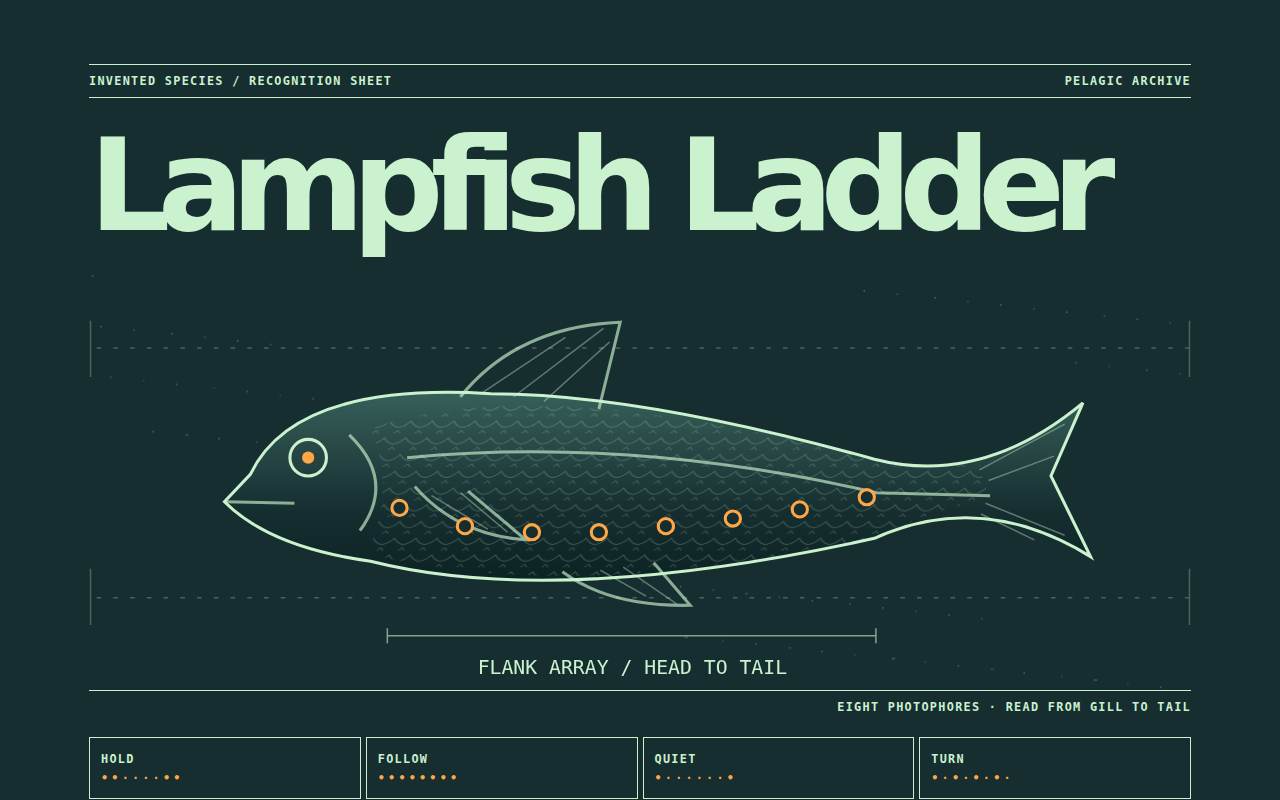 INVENTED SPECIES / RECOGNITION SHEET
PELAGIC ARCHIVE
Lampfish Ladder
FLANK ARRAY / HEAD TO TAIL
EIGHT PHOTOPHORES · READ FROM GILL TO TAIL
HOLD
••····••
FOLLOW
••••••••
QUIET
•······•
TURN
•·•·•·•·